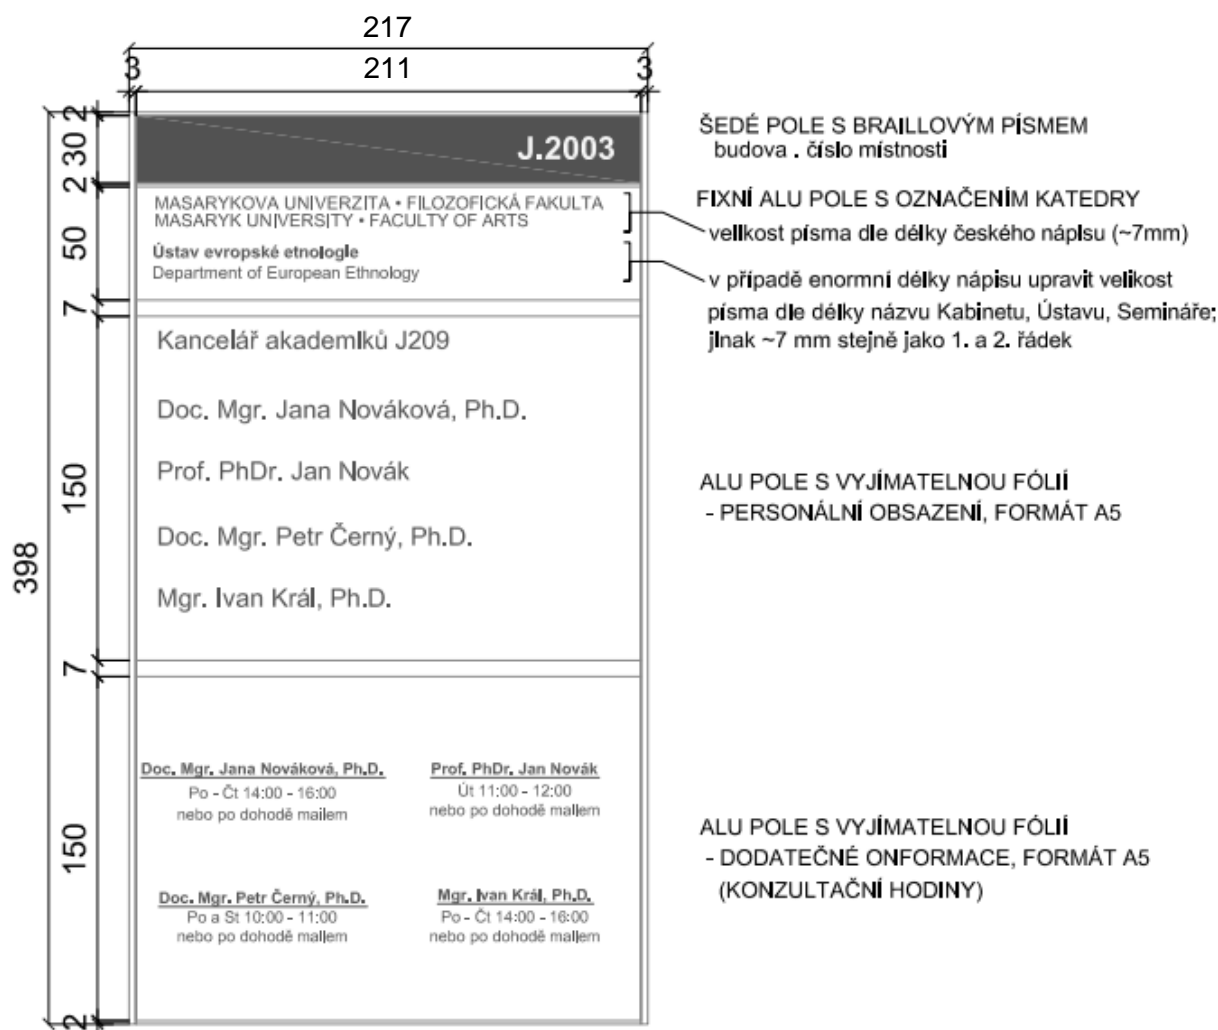 217
3 211 3
2
30
2
50
7
150
7
150
2
398
J.2003
MASARYKOVA UNIVERZITA • FILOZOFICKÁ FAKULTA
MASARYK UNIVERSITY • FACULTY OF ARTS
Ústav evropské etnologie
Department of European Ethnology
Kancelář akademiků J209
Doc. Mgr. Jana Nováková, Ph.D.
Prof. PhDr. Jan Novák
Doc. Mgr. Petr Černý, Ph.D.
Mgr. Ivan Král, Ph.D.
Doc. Mgr. Jana Nováková, Ph.D.
Po - Čt 14:00 - 16:00
nebo po dohodě mailem
Prof. PhDr. Jan Novák
Út 11:00 - 12:00
nebo po dohodě mailem
Doc. Mgr. Petr Černý, Ph.D.
Po a St 10:00 - 11:00
nebo po dohodě mailem
Mgr. Ivan Král, Ph.D.
Po - Čt 14:00 - 16:00
nebo po dohodě mailem
ŠEDÉ POLE S BRAILLOVÝM PÍSMEM
budova . číslo místnosti
FIXNÍ ALU POLE S OZNAČENÍM KATEDRY
velikost písma dle délky českého nápisu (~7mm)
v případě enormní délky nápisu upravit velikost
písma dle délky názvu Kabinetu, Ústavu, Semináře;
jinak ~7 mm stejně jako 1. a 2. řádek
ALU POLE S VYJÍMATELNOU FÓLIÍ
- PERSONÁLNÍ OBSAZENÍ, FORMÁT A5
ALU POLE S VYJÍMATELNOU FÓLIÍ
- DODATEČNÉ ONFORMACE, FORMÁT A5
(KONZULTAČNÍ HODINY)